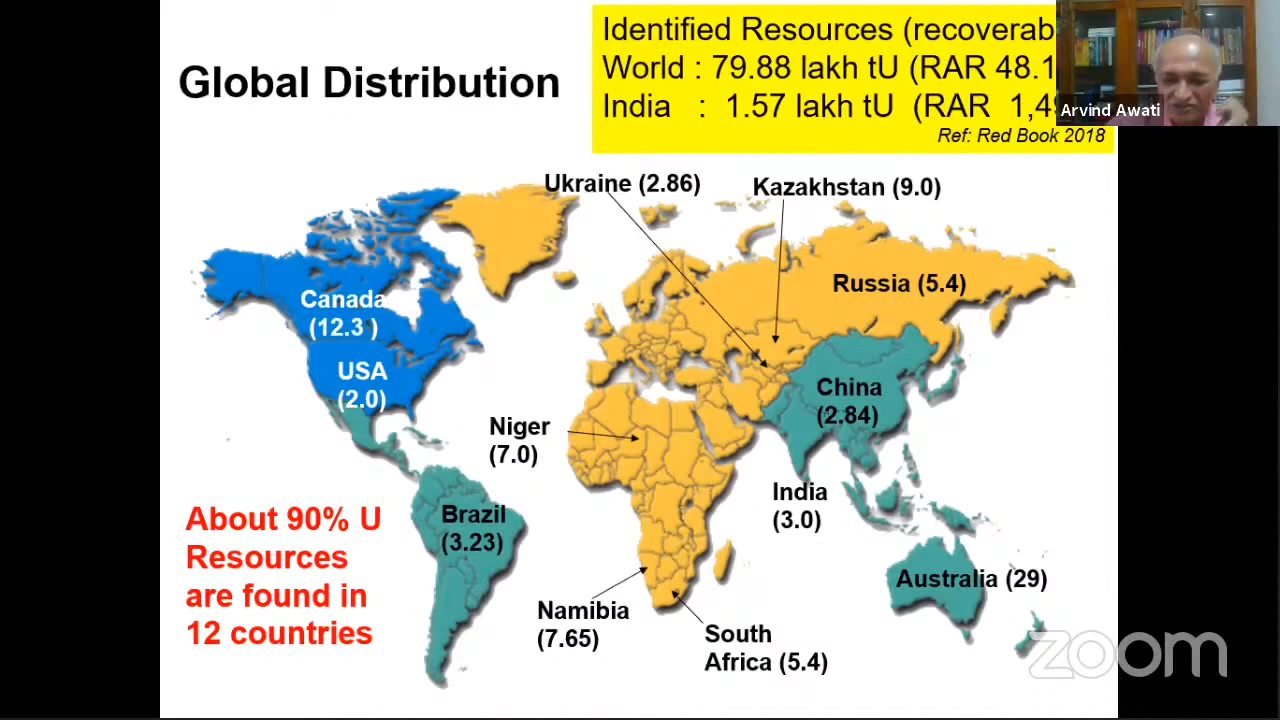 Global Distribution
Identified Resources (recoverab
World : 79.88 lakh tU (RAR 48.1
India : 1.57 lakh tU (RAR 1,49
Ref: Red Book 2018
Arvind Awati
Ukraine (2.86)
Kazakhstan (9.0)
Russia (5.4)
Canada
(12.3 )
USA
(2.0)
China
(2.84)
Niger
(7.0)
India
(3.0)
Brazil
(3.23)
About 90% U
Resources
are found in
12 countries
Australia (29)
Namibia
(7.65)
South
Africa (5.4)
zoom